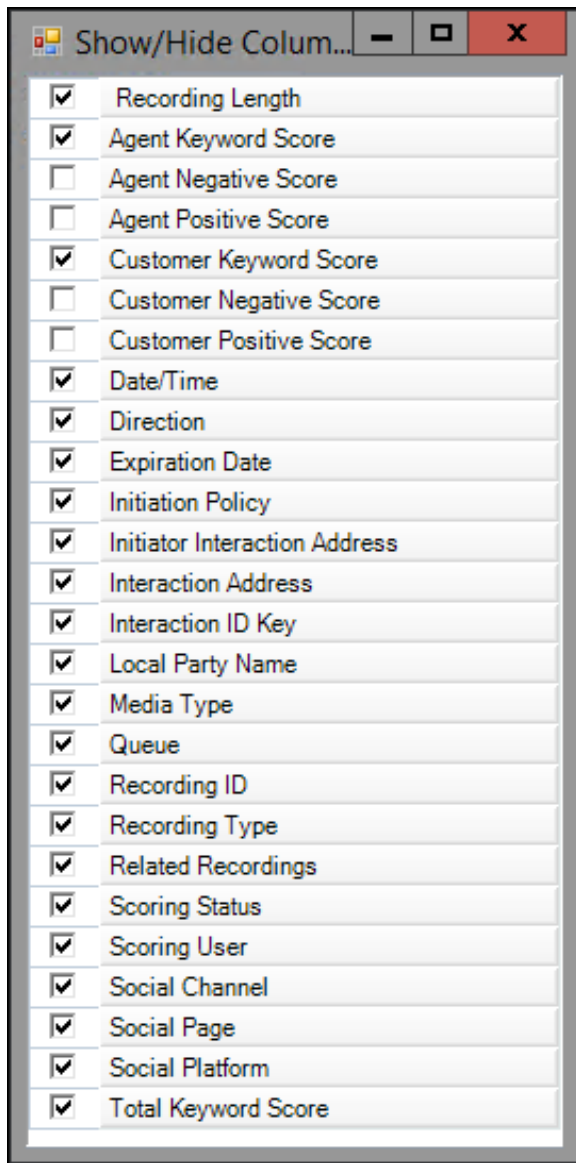 Show/Hide Colum...
Recording Length
Agent Keyword Score
Agent Negative Score
Agent Positive Score
Customer Keyword Score
Customer Negative Score
Customer Positive Score
Date/Time
Direction
Expiration Date
Initiation Policy
Initiator Interaction Address
Interaction Address
Interaction ID Key
Local Party Name
Media Type
Queue
Recording ID
Recording Type
Related Recordings
Scoring Status
Scoring User
Social Channel
Social Page
Social Platform
Total Keyword Score